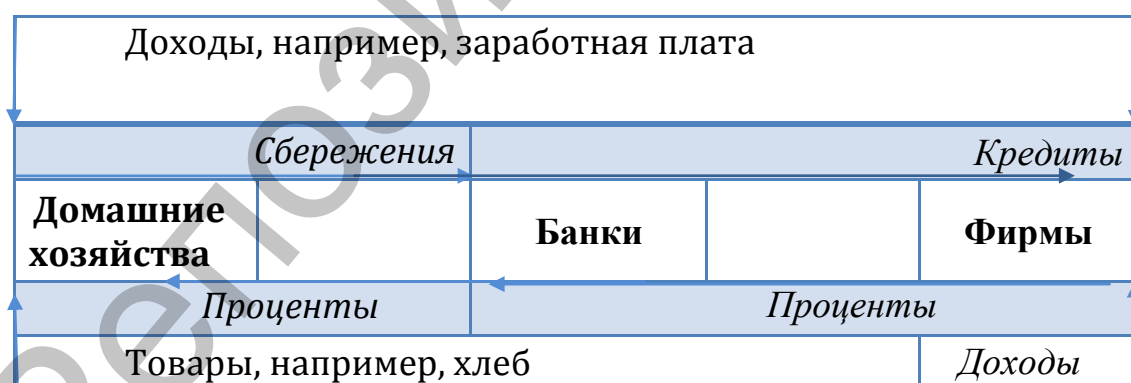 Доходы, например, заработная плата
Сбережения Кредиты
Домашние
хозяйства Банки Фирмы
Проценты Проценты
Товары, например, хлеб Доходы